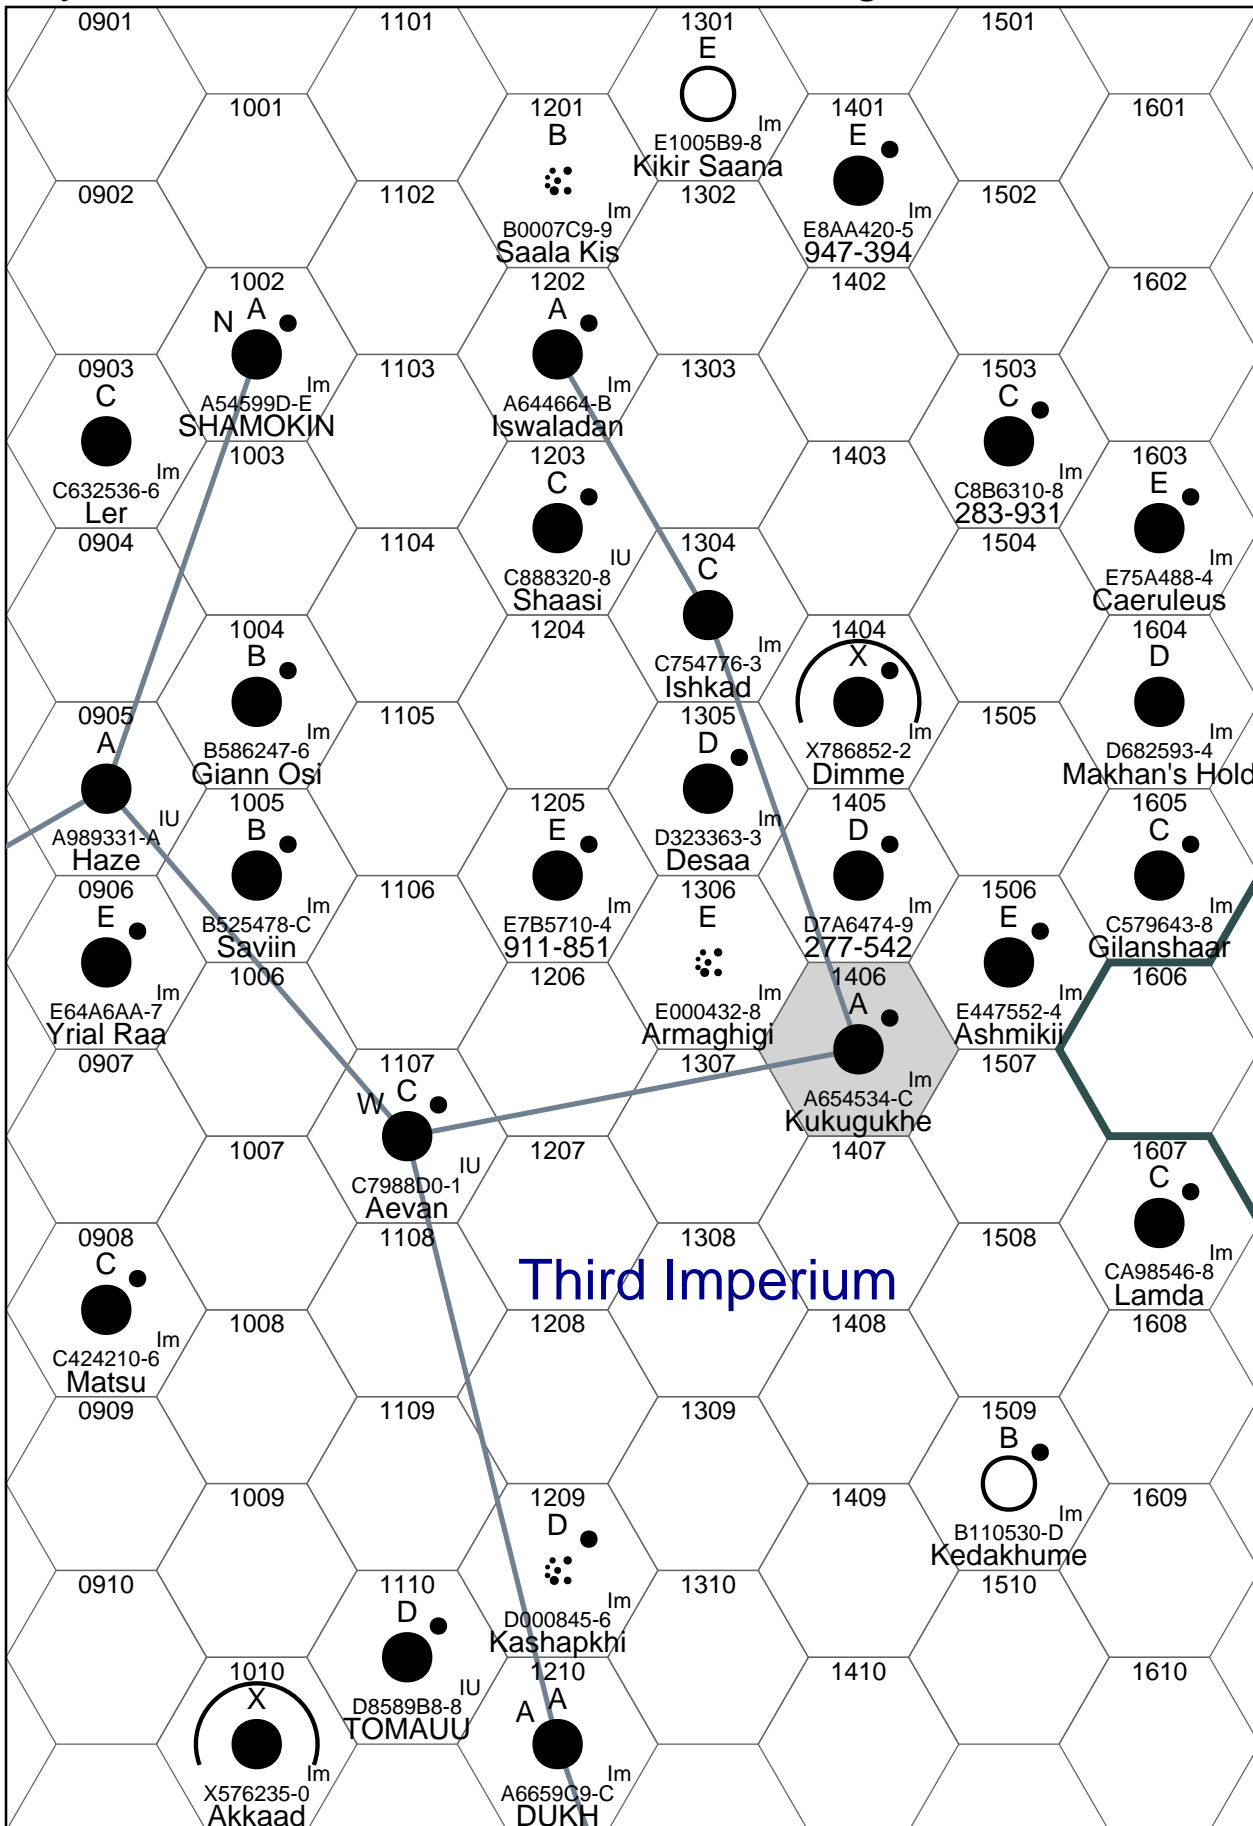 0901
1101
1301
E
E1005B9-8
Im
Kikir Saana
1501
1001
1201
B
Im
B0007C9-9
Saala Kis
1401
E
Im
E8AA420-5
947-394
1601
0902
1102
1302
1502
1002
N A
Im
A54599D-E
SHAMOKIN
1202
A
Im
A644664-B
Iswaladan
1402
1602
0903
C
Im
C632536-6
Ler
1103
1303
1503
C
Im
C8B6310-8
283-931
1003
1203
C
IU
C888320-8
Shaasi
1403
1603
E
Im
E75A488-4
Caeruleus
0904
1104
1304
C
Im
C754776-3
Ishkad
1504
1004
B
Im
B586247-6
Giann Osi
1204
1404
X
Im
X786852-2
Dimme
1604
D
Im
D682593-4
Makhan's Hold
0905
A
IU
A989331-A
Haze
1105
1305
D
Im
D323363-3
Desaa
1505
1005
B
Im
B525478-C
Saviin
1205
E
Im
E7B5710-4
911-851
1405
D
Im
D7A6474-9
277-542
1605
C
Im
C579643-8
Gilanshaar
0906
E
Im
E64A6AA-7
Yrial Raa
1106
1306
E
Im
E000432-8
Armaghigi
1506
E
Im
E447552-4
Ashmikii
1006
1206
1406
A
Im
A654534-C
Kukugukhe
1606
0907
1107
W C
IU
C7988D0-1
Aevan
1307
1507
1007
1207
1407
1607
C
Im
CA98546-8
Lamda
0908
C
Im
C424210-6
Matsu
1108
1308
1508
Third Imperium
1008
1208
1408
1608
0909
1109
1309
1509
B
Im
B110530-D
Kedakhume
1009
1209
D
Im
D000845-6
Kashapkhi
1409
1609
0910
1110
D
IU
D8589B8-8
TOMAUU
1310
1510
1010
X
Im
X576235-0
Akkaad
1210
A A
Im
A6659C9-C
DUKH
1410
1610